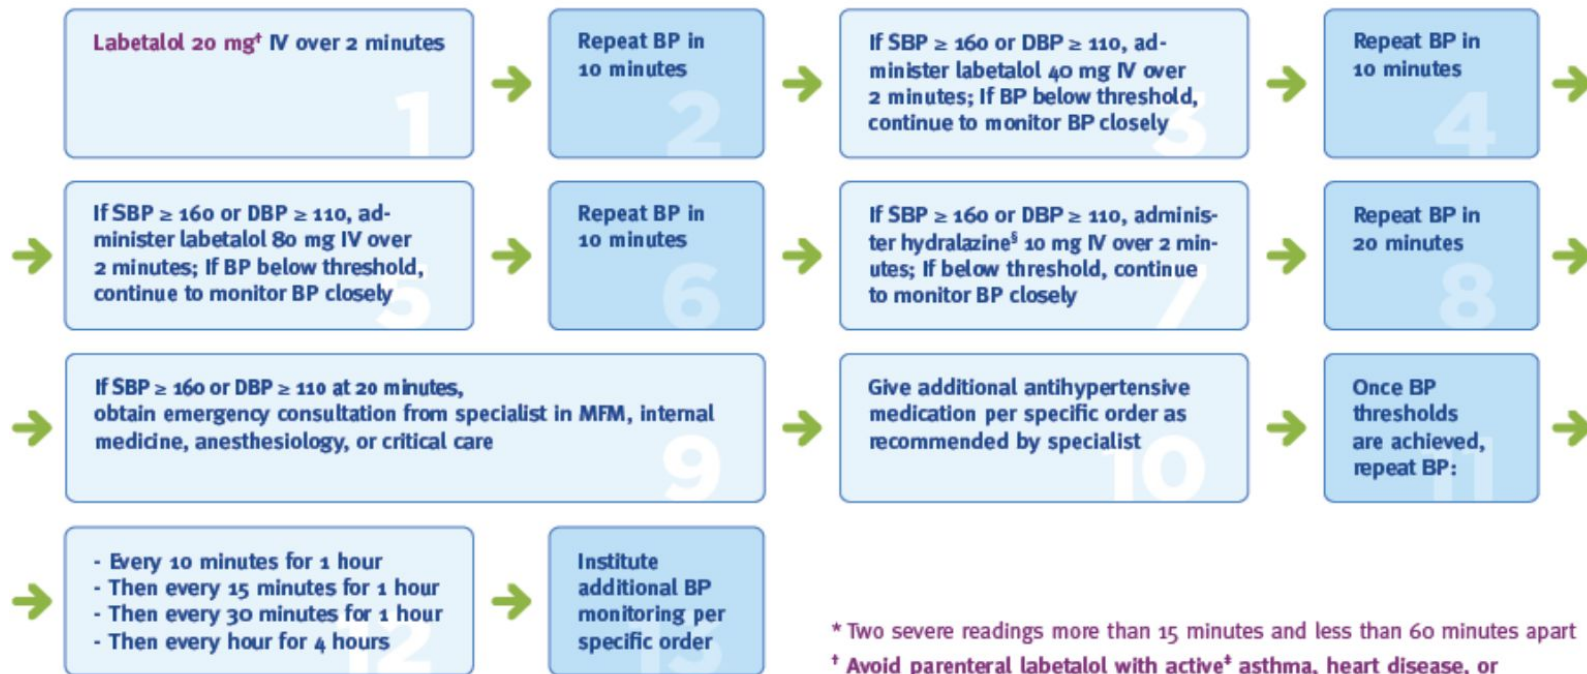 Labetalol 20 mg† IV over 2 minutes
1
Repeat BP in
10 minutes
2
If SBP ≥ 160 or DBP ≥ 110, ad-
minister labetalol 40 mg IV over
2 minutes; If BP below threshold,
continue to monitor BP closely
3
Repeat BP in
10 minutes
4
If SBP ≥ 160 or DBP ≥ 110, ad-
minister labetalol 80 mg IV over
2 minutes; If BP below threshold,
continue to monitor BP closely
5
Repeat BP in
10 minutes
6
If SBP ≥ 160 or DBP ≥ 110, adminis-
ter hydralazine§ 10 mg IV over 2 min-
utes; If below threshold, continue
to monitor BP closely
7
Repeat BP in
20 minutes
8
If SBP ≥ 160 or DBP ≥ 110 at 20 minutes,
obtain emergency consultation from specialist in MFM, internal
medicine, anesthesiology, or critical care
9
Give additional antihypertensive
medication per specific order as
recommended by specialist
10
Once BP
thresholds
are achieved,
repeat BP:
11
- Every 10 minutes for 1 hour
- Then every 15 minutes for 1 hour
- Then every 30 minutes for 1 hour
- Then every hour for 4 hours
12
Institute
additional BP
monitoring per
specific order
13
* Two severe readings more than 15 minutes and less than 60 minutes apart
† Avoid parenteral labetalol with active‡ asthma, heart disease, or